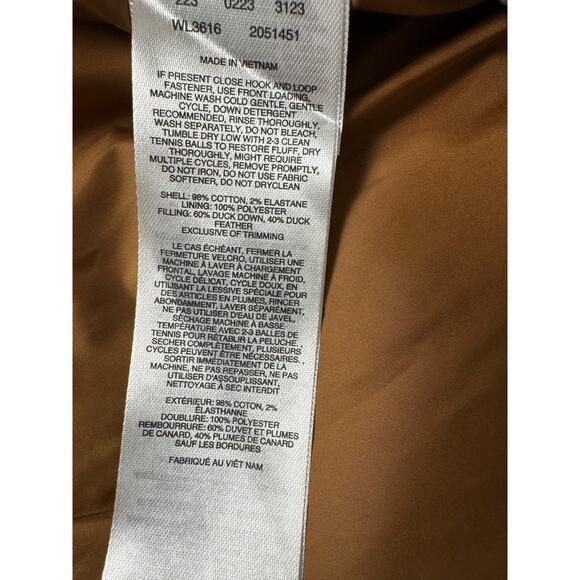 223 0223 3123
WL3616 2051451
MADE IN VIETNAM
IF PRESENT CLOSE HOOK AND LOOP
FASTENER, USE FRONT LOADING,
MACHINE WASH COLD GENTLE, GENTLE
CYCLE, DOWN DETERGENT
RECOMMENDED, RINSE THOROUGHLY,
WASH SEPARATELY, DO NOT BLEACH,
TUMBLE DRY LOW WITH 2-3 CLEAN
TENNIS BALLS TO RESTORE FLUFF, DRY
THOROUGHLY, MIGHT REQUIRE
MULTIPLE CYCLES, REMOVE PROMPTLY,
DO NOT IRON, DO NOT USE FABRIC
SOFTENER, DO NOT DRYCLEAN
SHELL: 98% COTTON, 2% ELASTANE
LINING: 100% POLYESTER
FILLING: 60% DUCK DOWN, 40% DUCK
FEATHER
EXCLUSIVE OF TRIMMING
LE CAS ÉCHÉANT, FERMER LA
FERMETURE VELCRO, UTILISER UNE
MACHINE À LAVER À CHARGEMENT
FRONTAL, LAVAGE MACHINE À FROID,
CYCLE DÉLICAT, CYCLE DOUX, EN
UTILISANT LA LESSIVE SPÉCIALE POUR
DES ARTICLES EN PLUMES, RINCER
ABONDAMMENT, LAVER SÉPARÉMENT,
NE PAS UTILISER D'EAU DE JAVEL,
SÉCHAGE MACHINE À BASSE
TEMPÉRATURE AVEC 2-3 BALLES DE
TENNIS POUR RÉTABLIR LA PELUCHE.,
SECHER COMPLÈTEMENT, PLUSIEURS
CYCLES PEUVENT ÊTRE NÉCESSAIRES.,
SORTIR IMMÉDIATEMENT DE LA
MACHINE, NE PAS REPASSER, NE PAS
UTILISER D'ASSOUPLISSANT,
NETTOYAGE À SEC INTERDIT
EXTÉRIEUR: 98% COTON, 2%
ÉLASTHANNE
DOUBLURE: 100% POLYESTER
REMBOURRURE: 60% DUVET ET PLUMES
DE CANARD, 40% PLUMES DE CANARD
SAUF LES BORDURES
FABRIQUÉ AU VIÊT NAM